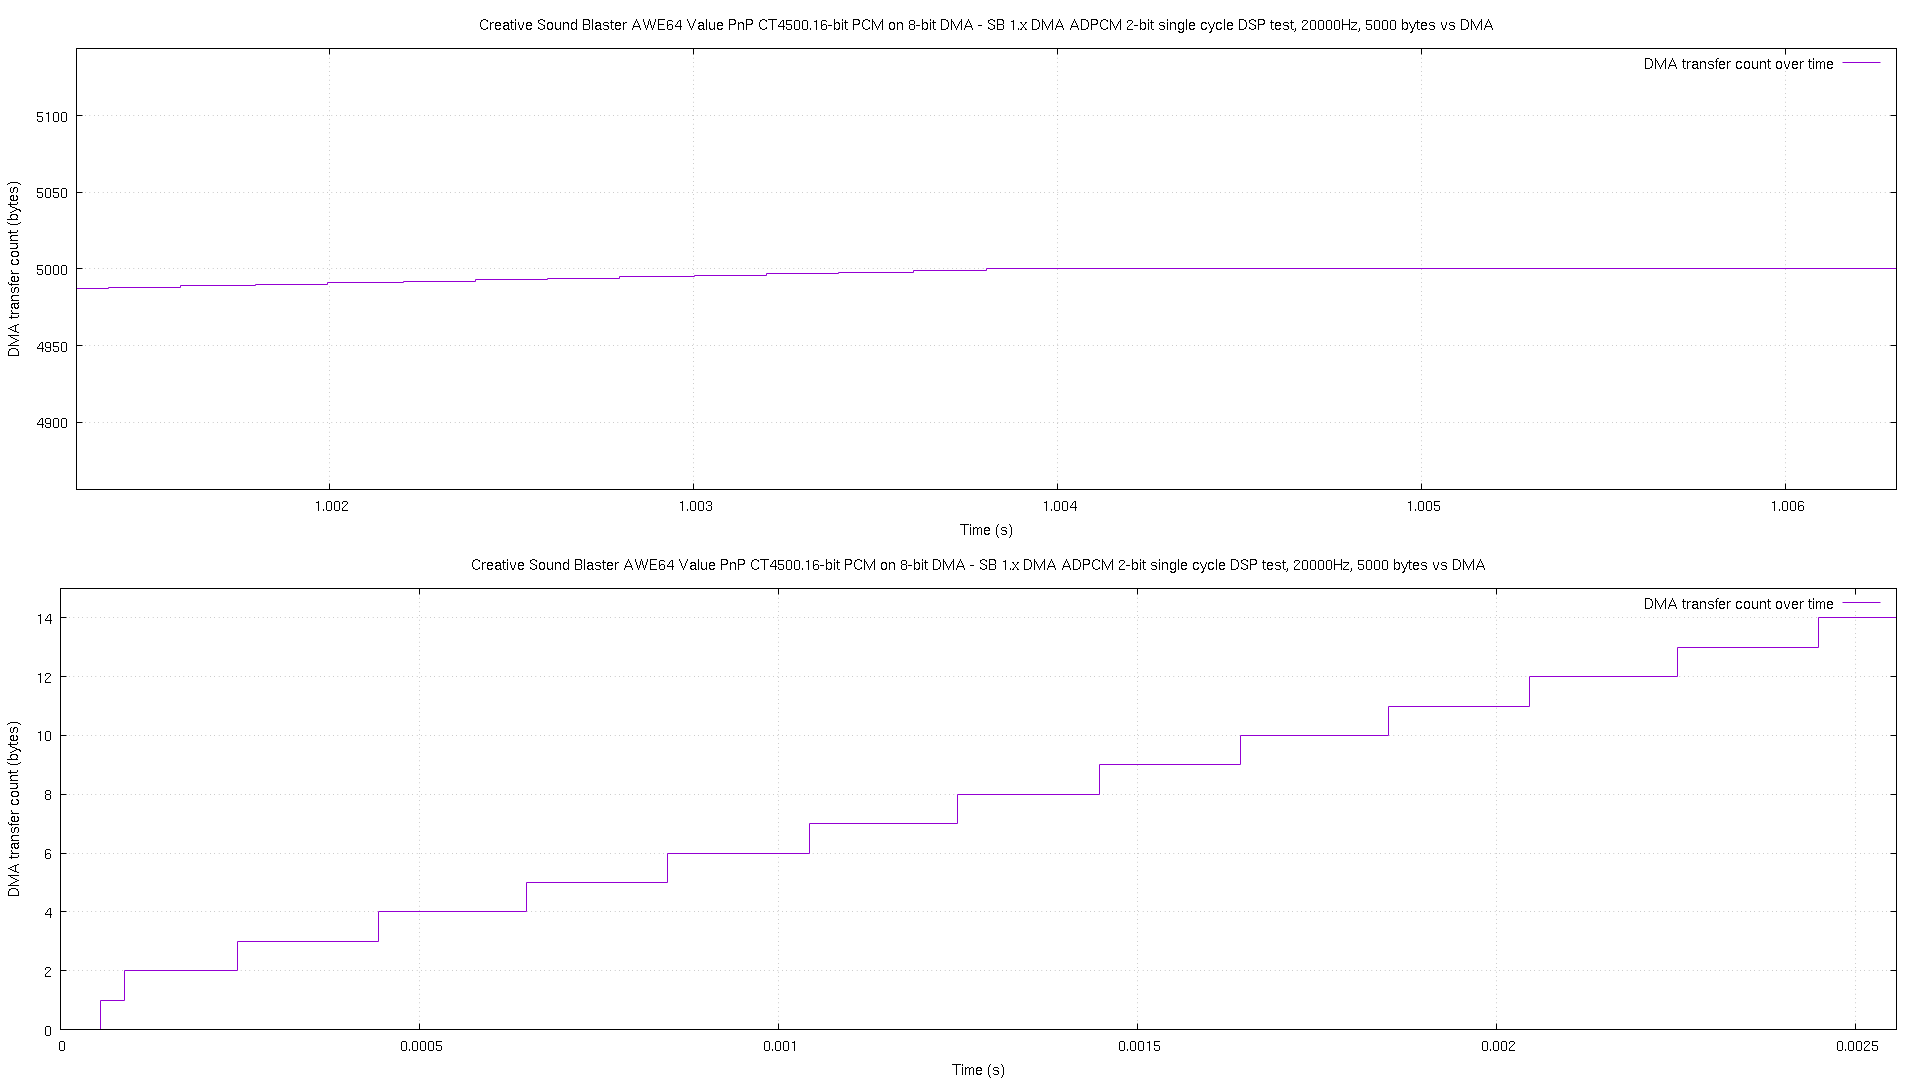 Creative Sound Blaster AWE64 Value PnP CT4500.16-bit PCM on 8-bit DMA - SB 1.x DMA ADPCM 2-bit single cycle DSP test, 20000Hz, 5000 bytes vs DMA
DMA transfer count over time
5100
5050
5000
4950
4900
DMA transfer count (bytes)
1.002 1.003 1.004 1.005 1.006
Time (s)
Creative Sound Blaster AWE64 Value PnP CT4500.16-bit PCM on 8-bit DMA - SB 1.x DMA ADPCM 2-bit single cycle DSP test, 20000Hz, 5000 bytes vs DMA
DMA transfer count over time
14
12
10
8
6
4
2
0
DMA transfer count (bytes)
0 0.0005 0.001 0.0015 0.002 0.0025
Time (s)